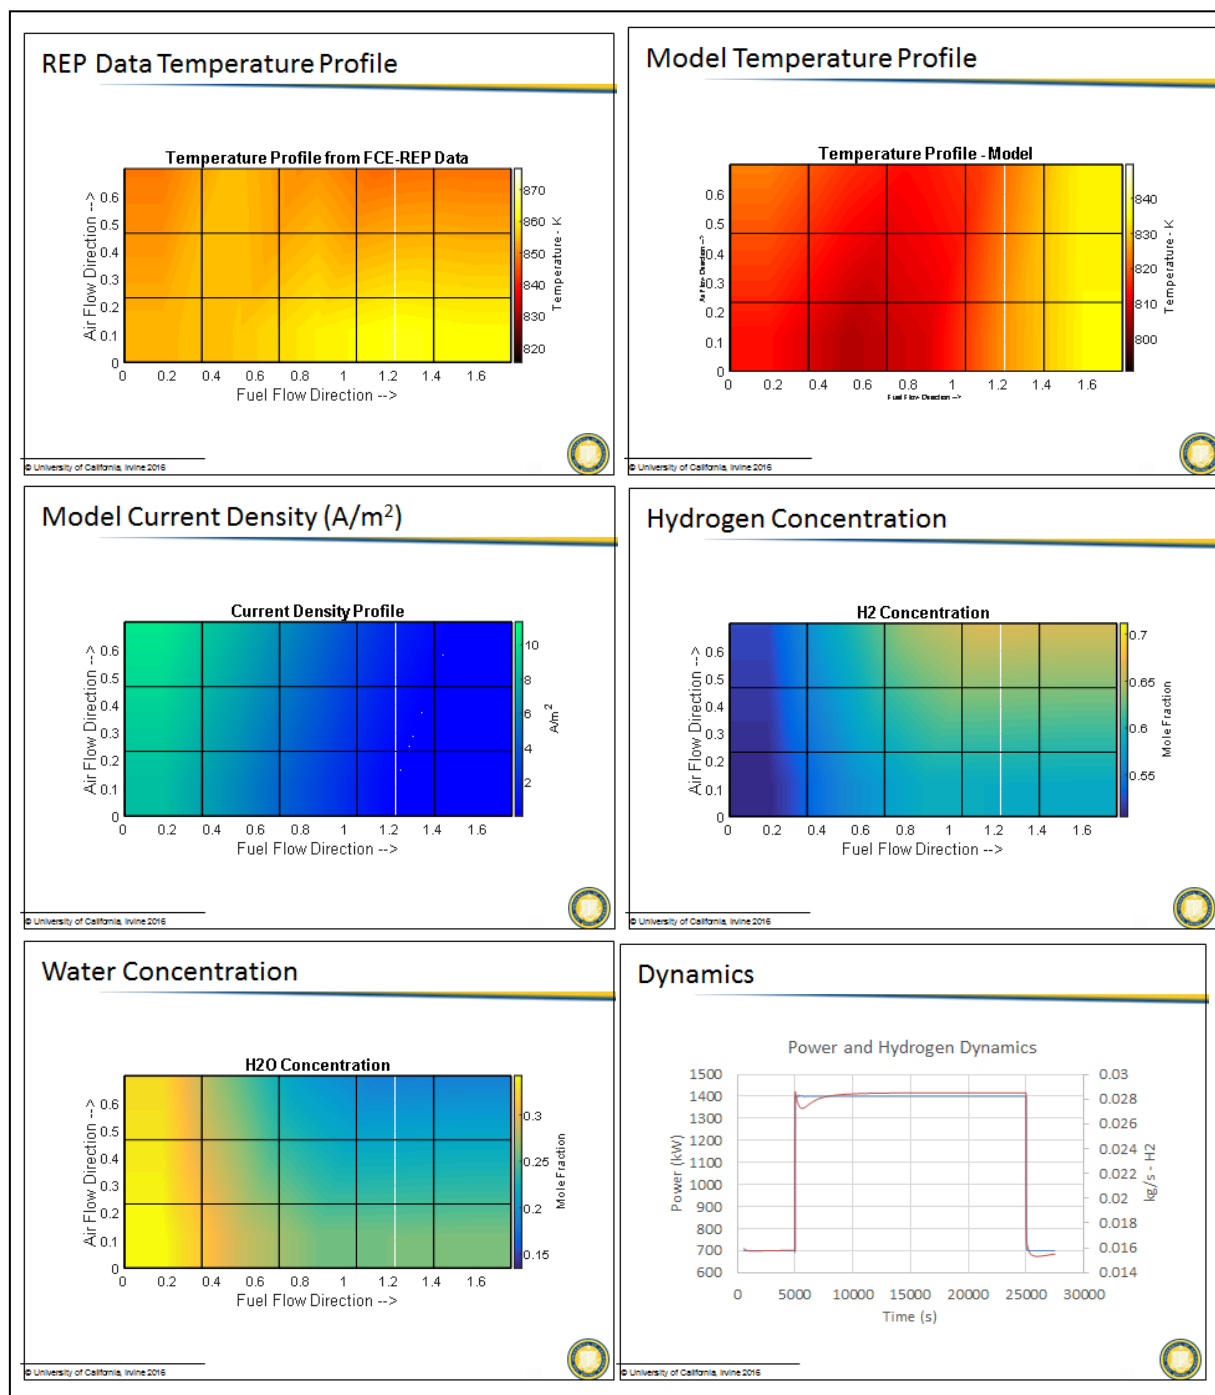 REP Data Temperature Profile
Temperature Profile from FCE-REP Data
Air Flow Direction -->
0.6
0.5
0.4
0.3
0.2
0.1
0
0 0.2 0.4 0.6 0.8 1 1.2 1.4 1.6
Fuel Flow Direction -->
870
860
850
840
830
820
Temperature - K
© University of California, Irvine 2016
Model Temperature Profile
Temperature Profile - Model
Air Flow Direction -->
0.6
0.5
0.4
0.3
0.2
0.1
0
0 0.2 0.4 0.6 0.8 1 1.2 1.4 1.6
Fuel Flow Direction -->
840
830
820
810
800
Temperature - K
© University of California, Irvine 2016
Model Current Density (A/m²)
Current Density Profile
Air Flow Direction -->
0.6
0.5
0.4
0.3
0.2
0.1
0
0 0.2 0.4 0.6 0.8 1 1.2 1.4 1.6
Fuel Flow Direction -->
10
8
6
4
2
A/m²
© University of California, Irvine 2016
Hydrogen Concentration
H2 Concentration
Air Flow Direction -->
0.6
0.5
0.4
0.3
0.2
0.1
0
0 0.2 0.4 0.6 0.8 1 1.2 1.4 1.6
Fuel Flow Direction -->
0.7
0.65
0.6
0.55
Mole Fraction
© University of California, Irvine 2016
Water Concentration
H2O Concentration
Air Flow Direction -->
0.6
0.5
0.4
0.3
0.2
0.1
0
0 0.2 0.4 0.6 0.8 1 1.2 1.4 1.6
Fuel Flow Direction -->
0.3
0.25
0.2
0.15
Mole Fraction
© University of California, Irvine 2016
Dynamics
Power and Hydrogen Dynamics
Power (kW)
1500
1400
1300
1200
1100
1000
900
800
700
600
0 5000 10000 15000 20000 25000 30000
Time (s)
0.03
0.028
0.026
0.024
0.022
0.02
0.018
0.016
0.014
kg/s - H2
© University of California, Irvine 2016